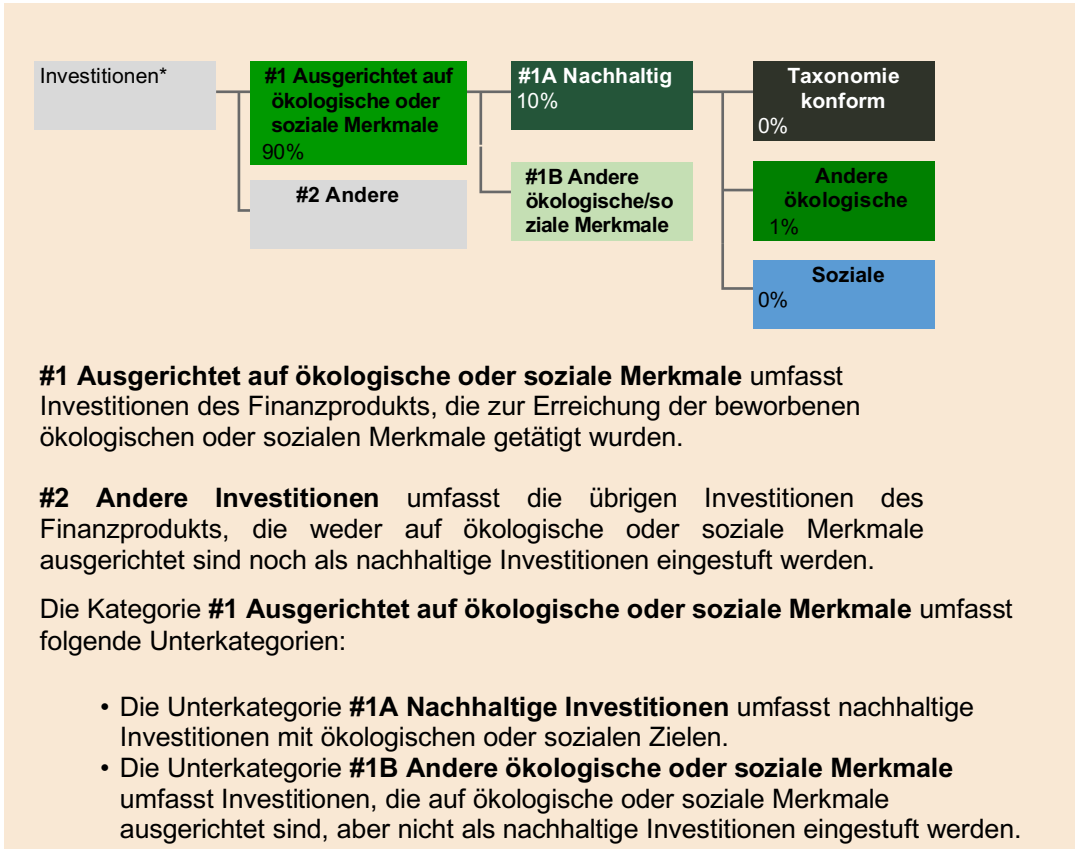 Investitionen*
#1 Ausgerichtet auf
ökologische oder
soziale Merkmale
90%
#2 Andere
#1A Nachhaltig
10%
#1B Andere
ökologische/so
ziale Merkmale
Taxonomie
konform
0%
Andere
ökologische
1%
Soziale
0%
#1 Ausgerichtet auf ökologische oder soziale Merkmale umfasst
Investitionen des Finanzprodukts, die zur Erreichung der beworbenen
ökologischen oder sozialen Merkmale getätigt wurden.
#2 Andere Investitionen umfasst die übrigen Investitionen des
Finanzprodukts, die weder auf ökologische oder soziale Merkmale
ausgerichtet sind noch als nachhaltige Investitionen eingestuft werden.
Die Kategorie #1 Ausgerichtet auf ökologische oder soziale Merkmale umfasst
folgende Unterkategorien:
• Die Unterkategorie #1A Nachhaltige Investitionen umfasst nachhaltige
Investitionen mit ökologischen oder sozialen Zielen.
• Die Unterkategorie #1B Andere ökologische oder soziale Merkmale
umfasst Investitionen, die auf ökologische oder soziale Merkmale
ausgerichtet sind, aber nicht als nachhaltige Investitionen eingestuft werden.